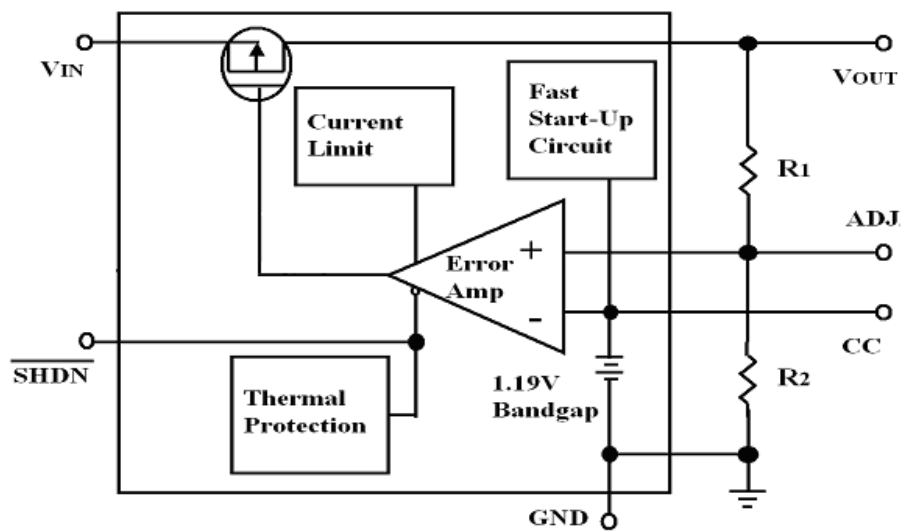 VIN
VOUT
Fast
Start-Up
Circuit
Current
Limit
R1
ADJ.
+
Error
Amp
-
CC
SHDN
1.19V
Bandgap
R2
Thermal
Protection
GND